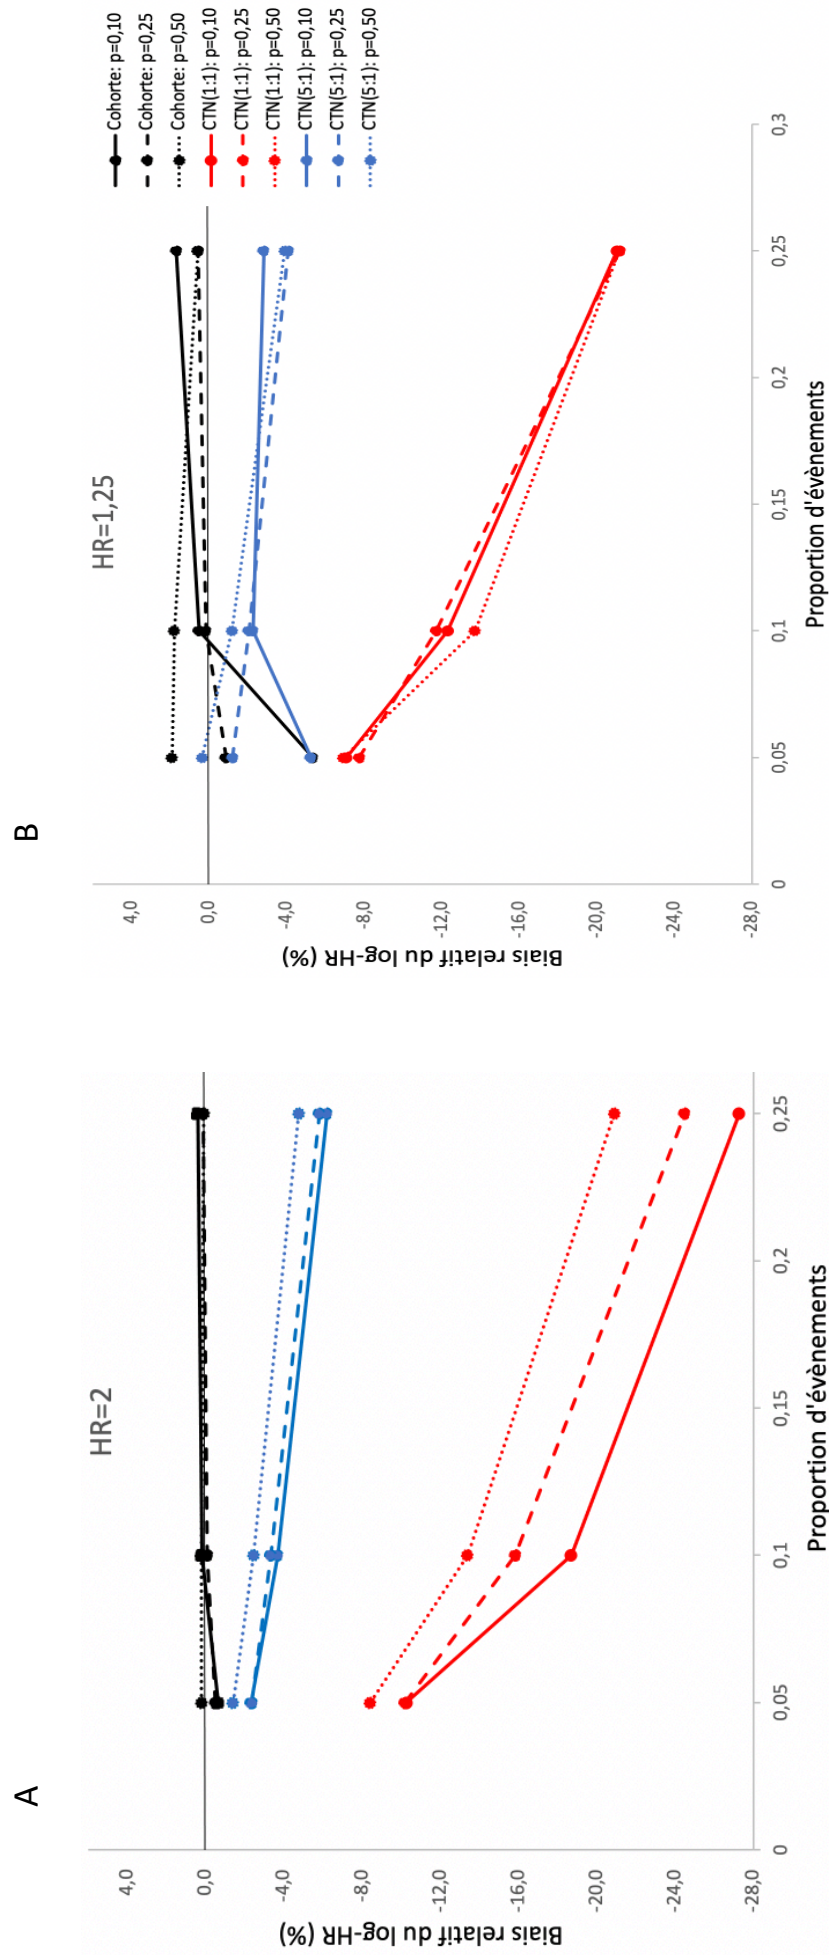 A
HR=2
4,0
0,0
-4,0
-8,0
-12,0
-16,0
-20,0
-24,0
-28,0
Biais relatif du log-HR (%)
0
0,05
0,1
0,15
0,2
0,25
Proportion d'évènements
B
HR=1,25
4,0
0,0
-4,0
-8,0
-12,0
-16,0
-20,0
-24,0
-28,0
Biais relatif du log-HR (%)
0
0,05
0,1
0,15
0,2
0,25
0,3
Proportion d'évènements
Cohorte: p=0,10
Cohorte: p=0,25
Cohorte: p=0,50
CTN(1:1): p=0,10
CTN(1:1): p=0,25
CTN(1:1): p=0,50
CTN(5:1): p=0,10
CTN(5:1): p=0,25
CTN(5:1): p=0,50